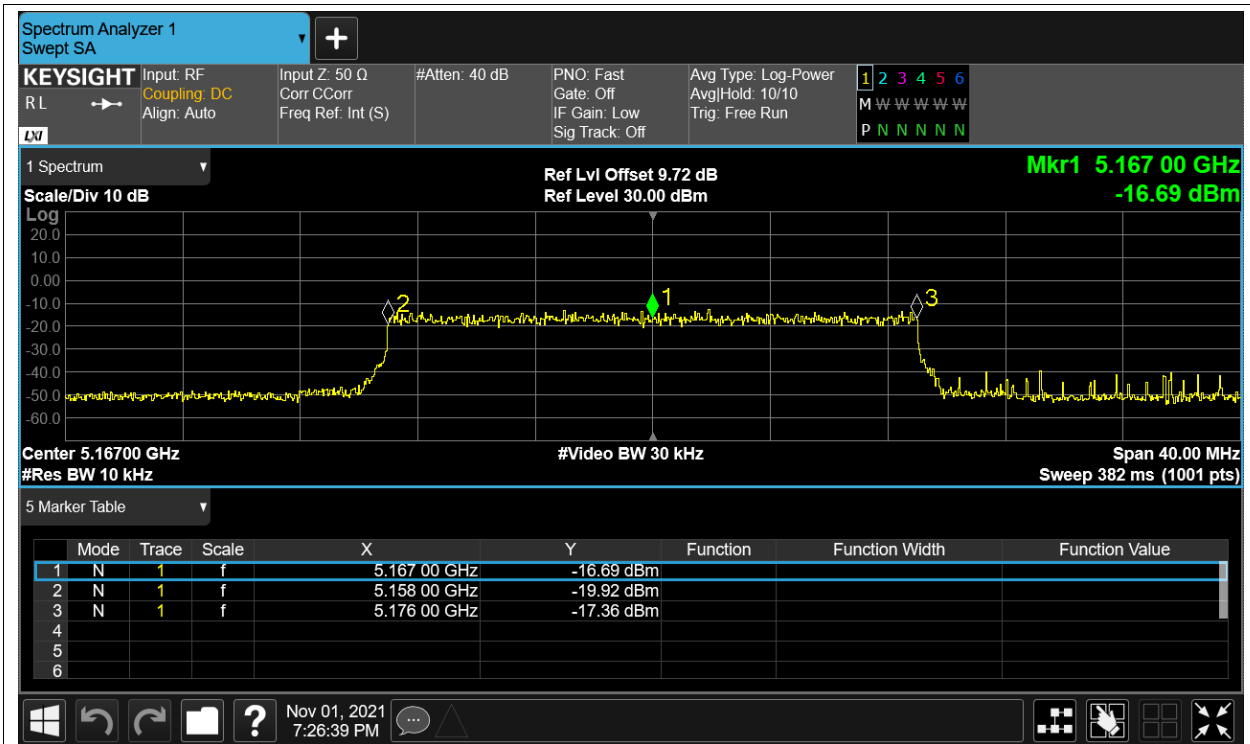 Spectrum Analyzer 1
Swept SA
KEYSIGHT
R L
LXI
Input: RF
Coupling: DC
Align: Auto
Input Z: 50 Ω
Corr CCorr
Freq Ref: Int (S)
#Atten: 40 dB
PNO: Fast
Gate: Off
IF Gain: Low
Sig Track: Off
Avg Type: Log-Power
Avg|Hold: 10/10
Trig: Free Run
1 2 3 4 5 6
M W W W W W
P N N N N N
1 Spectrum
Scale/Div 10 dB
Ref Lvl Offset 9.72 dB
Ref Level 30.00 dBm
Mkr1 5.167 00 GHz
-16.69 dBm
Log
20.0
10.0
0.00
-10.0
-20.0
-30.0
-40.0
-50.0
-60.0
2
1
3
Center 5.16700 GHz
#Video BW 30 kHz
Span 40.00 MHz
#Res BW 10 kHz
Sweep 382 ms (1001 pts)
5 Marker Table
Mode Trace Scale X Y Function Function Width Function Value
1 N 1 f 5.167 00 GHz -16.69 dBm
2 N 1 f 5.158 00 GHz -19.92 dBm
3 N 1 f 5.176 00 GHz -17.36 dBm
4
5
6
?
Nov 01, 2021
7:26:39 PM